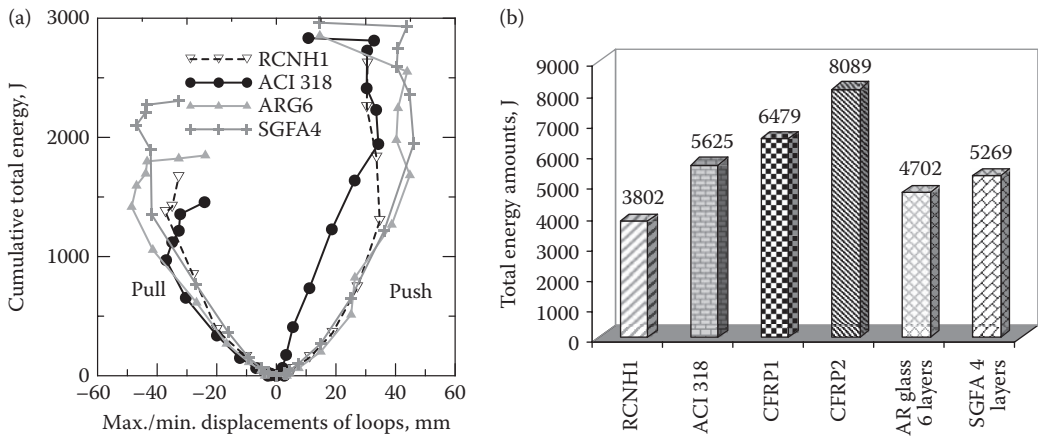 (a)
3000
2000
1000
0
Cumulative total energy, J
RCNH1
ACI 318
ARG6
SGFA4
Pull
Push
−60
−40
−20
0
20
40
60
Max./min. displacements of loops, mm
(b)
9000
8000
7000
6000
5000
4000
3000
2000
1000
0
Total energy amounts, J
3802
5625
6479
8089
4702
5269
RCNH1
ACI 318
CFRP1
CFRP2
AR glass
6 layers
SGFA 4
layers